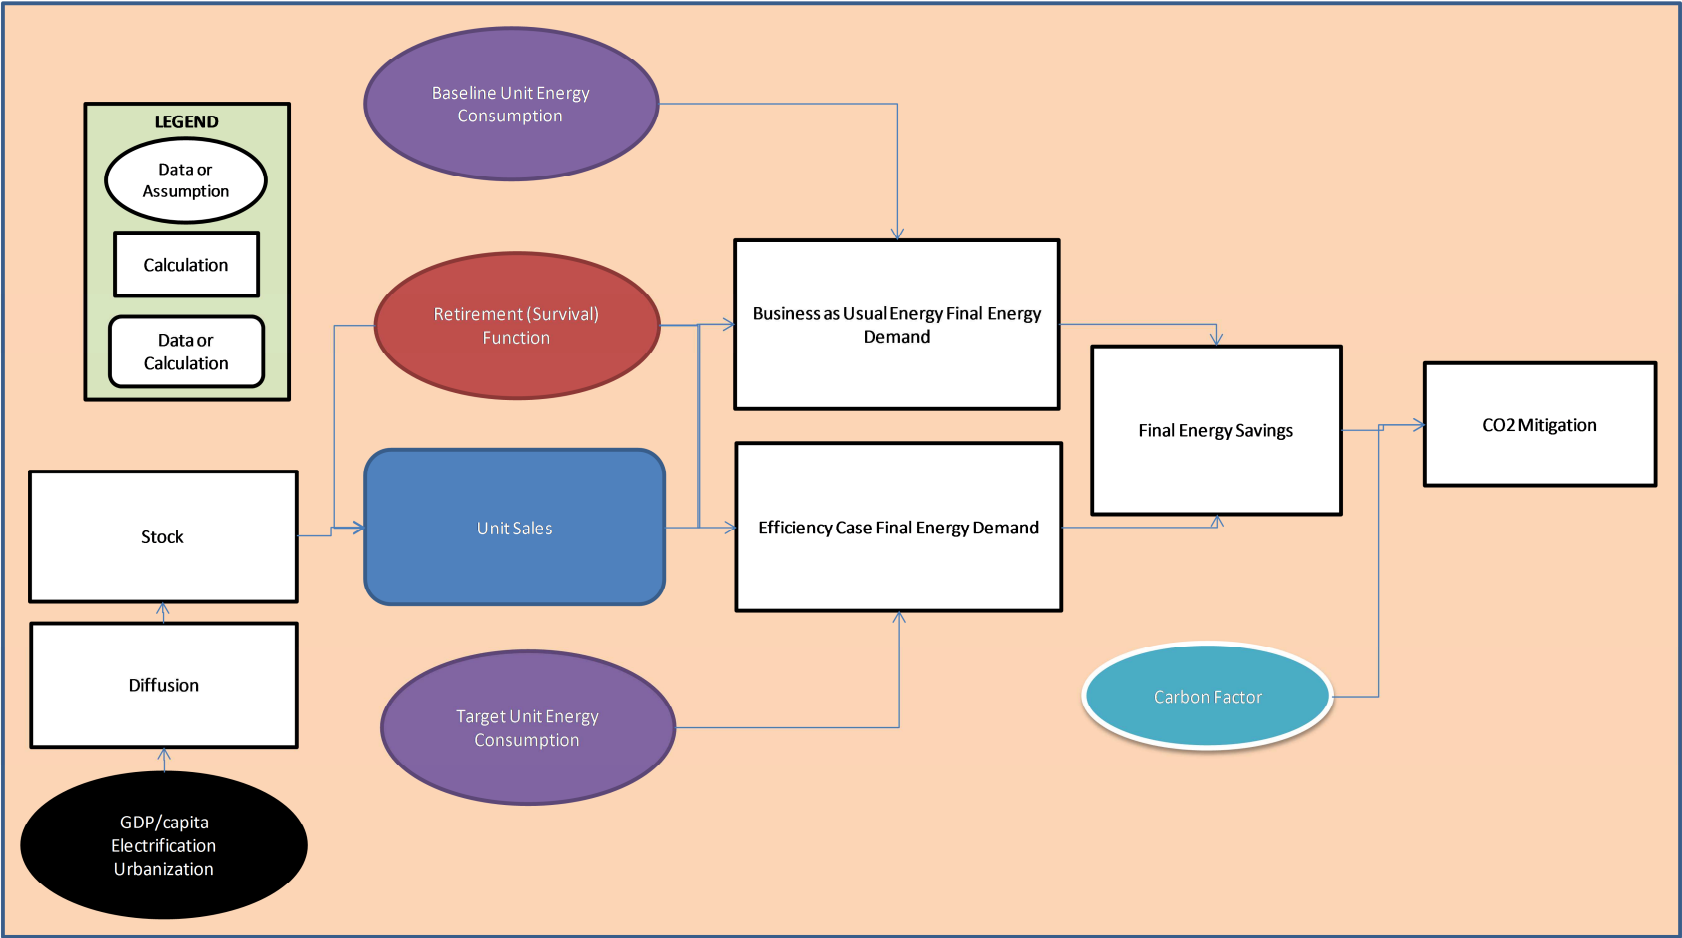 LEGEND
Data or
Assumption
Calculation
Data or
Calculation
Baseline Unit Energy
Consumption
Retirement (Survival)
Function
Business as Usual Energy Final Energy
Demand
Final Energy Savings
CO2 Mitigation
Stock
Unit Sales
Efficiency Case Final Energy Demand
Diffusion
Target Unit Energy
Consumption
Carbon Factor
GDP/capita
Electrification
Urbanization